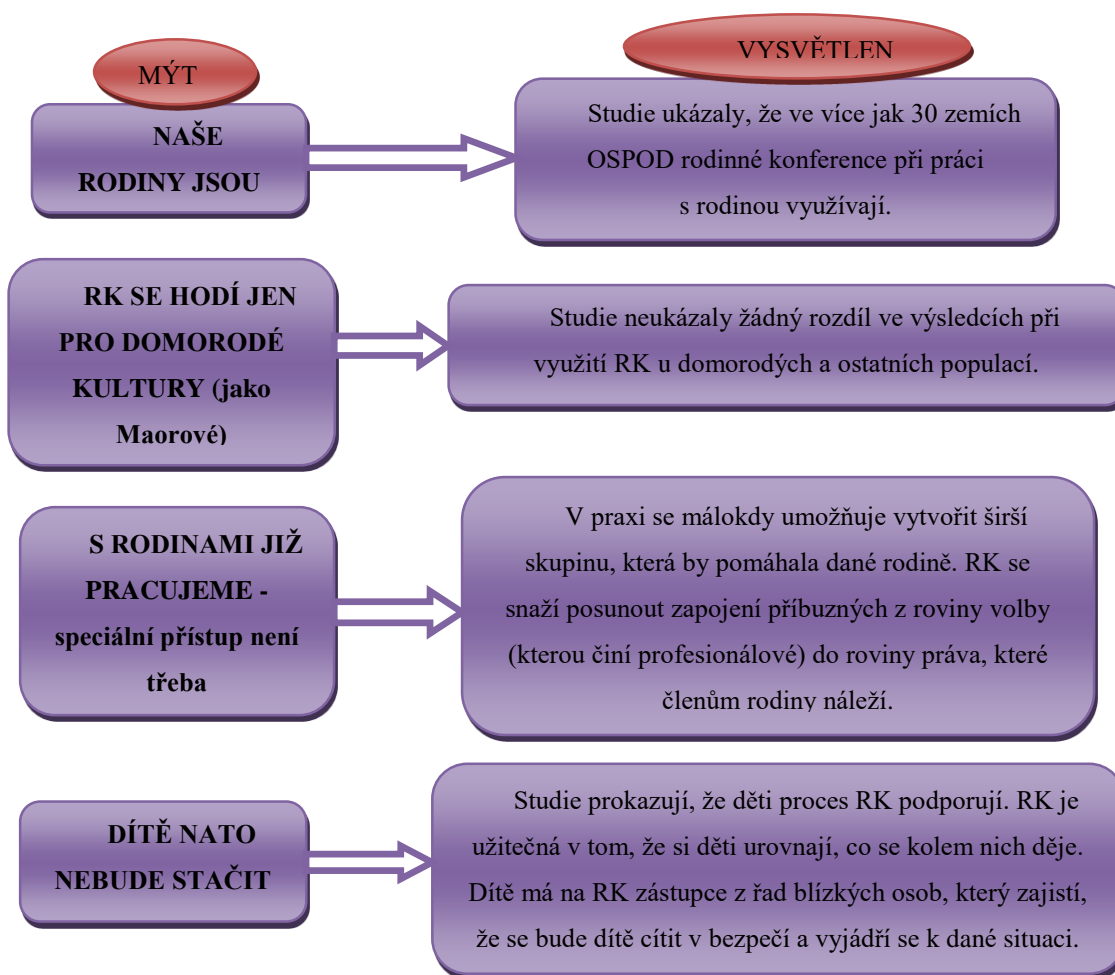 MÝT
VYSVĚTLEN
NAŠE
RODINY JSOU
Studie ukázaly, že ve více jak 30 zemích
OSPOD rodinné konference při práci
s rodinou využívají.
RK SE HODÍ JEN
PRO DOMORODÉ
KULTURY (jako
Maorové)
Studie neukázaly žádný rozdíl ve výsledcích při
využití RK u domorodých a ostatních populací.
S RODINAMI JIŽ
PRACUJEME -
speciální přístup není
třeba
V praxi se málokdy umožňuje vytvořit širší
skupinu, která by pomáhala dané rodině. RK se
snaží posunout zapojení příbuzných z roviny volby
(kterou činí profesionálové) do roviny práva, které
členům rodiny náleží.
DÍTĚ NATO
NEBUDE STAČIT
Studie prokazují, že děti proces RK podporují. RK je
užitečná v tom, že si děti urovnají, co se kolem nich děje.
Dítě má na RK zástupce z řad blízkých osob, který zajistí,
že se bude dítě cítit v bezpečí a vyjádří se k dané situaci.